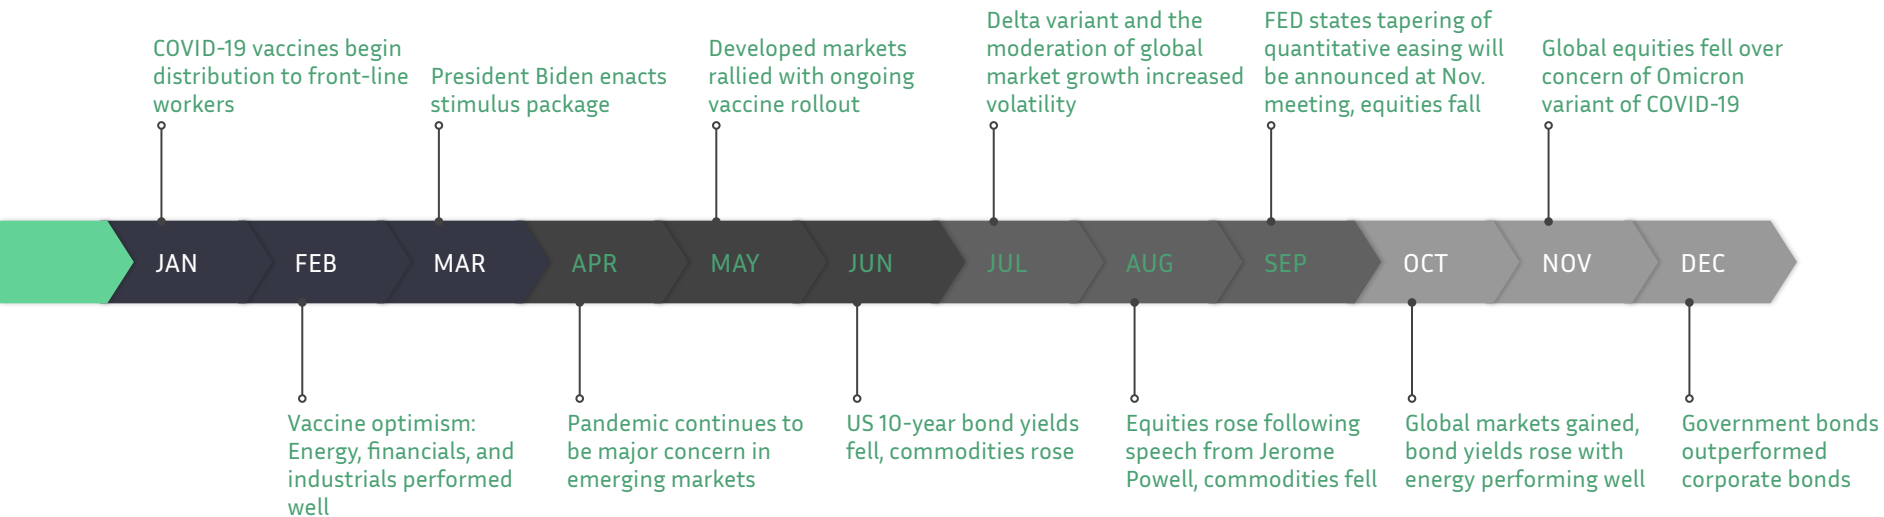 COVID-19 vaccines begin
distribution to front-line
workers
President Biden enacts
stimulus package
Developed markets
rallied with ongoing
vaccine rollout
Delta variant and the
moderation of global
market growth increased
volatility
FED states tapering of
quantitative easing will
be announced at Nov.
meeting, equities fall
Global equities fell over
concern of Omicron
variant of COVID-19
JAN
FEB
MAR
APR
MAY
JUN
JUL
AUG
SEP
OCT
NOV
DEC
Vaccine optimism:
Energy, financials, and
industrials performed
well
Pandemic continues to
be major concern in
emerging markets
US 10-year bond yields
fell, commodities rose
Equities rose following
speech from Jerome
Powell, commodities fell
Global markets gained,
bond yields rose with
energy performing well
Government bonds
outperformed
corporate bonds